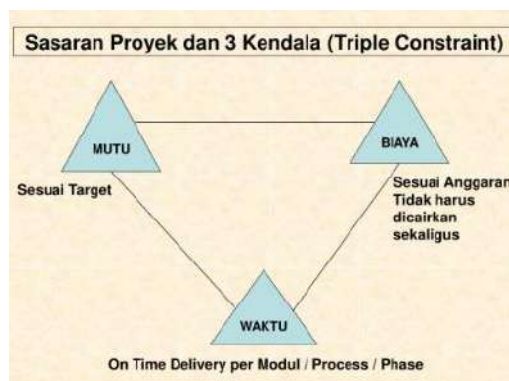 Sasaran Proyek dan 3 Kendala (Triple Constraint)
MUTU
BIAYA
Sesuai Target
Sesuai Anggaran
Tidak harus
dicairkan
sekaligus
WAKTU
On Time Delivery per Modul / Process / Phase